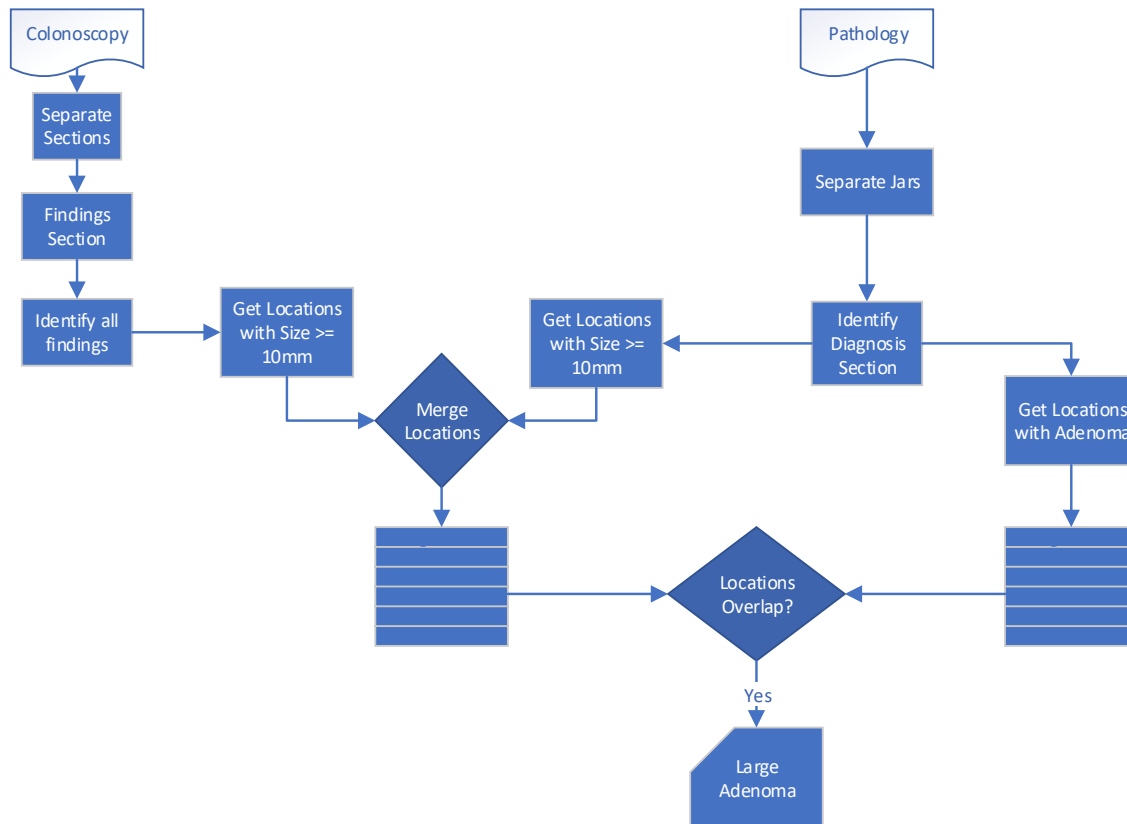 Colonoscopy
Pathology
Separate
Sections
Separate Jars
Findings
Section
Identify all
findings
Get Locations
with Size >=
10mm
Get Locations
with Size >=
10mm
Identify
Diagnosis
Section
Merge
Locations
Get Locations
with Adenoma
Locations
Overlap?
Yes
Large
Adenoma